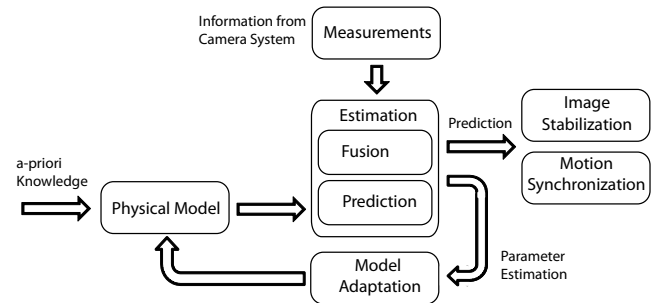 Information from
Camera System
Measurements
Estimation
Fusion
Prediction
Prediction
Image
Stabilization
Motion
Synchronization
a-priori
Knowledge
Physical Model
Model
Adaptation
Parameter
Estimation